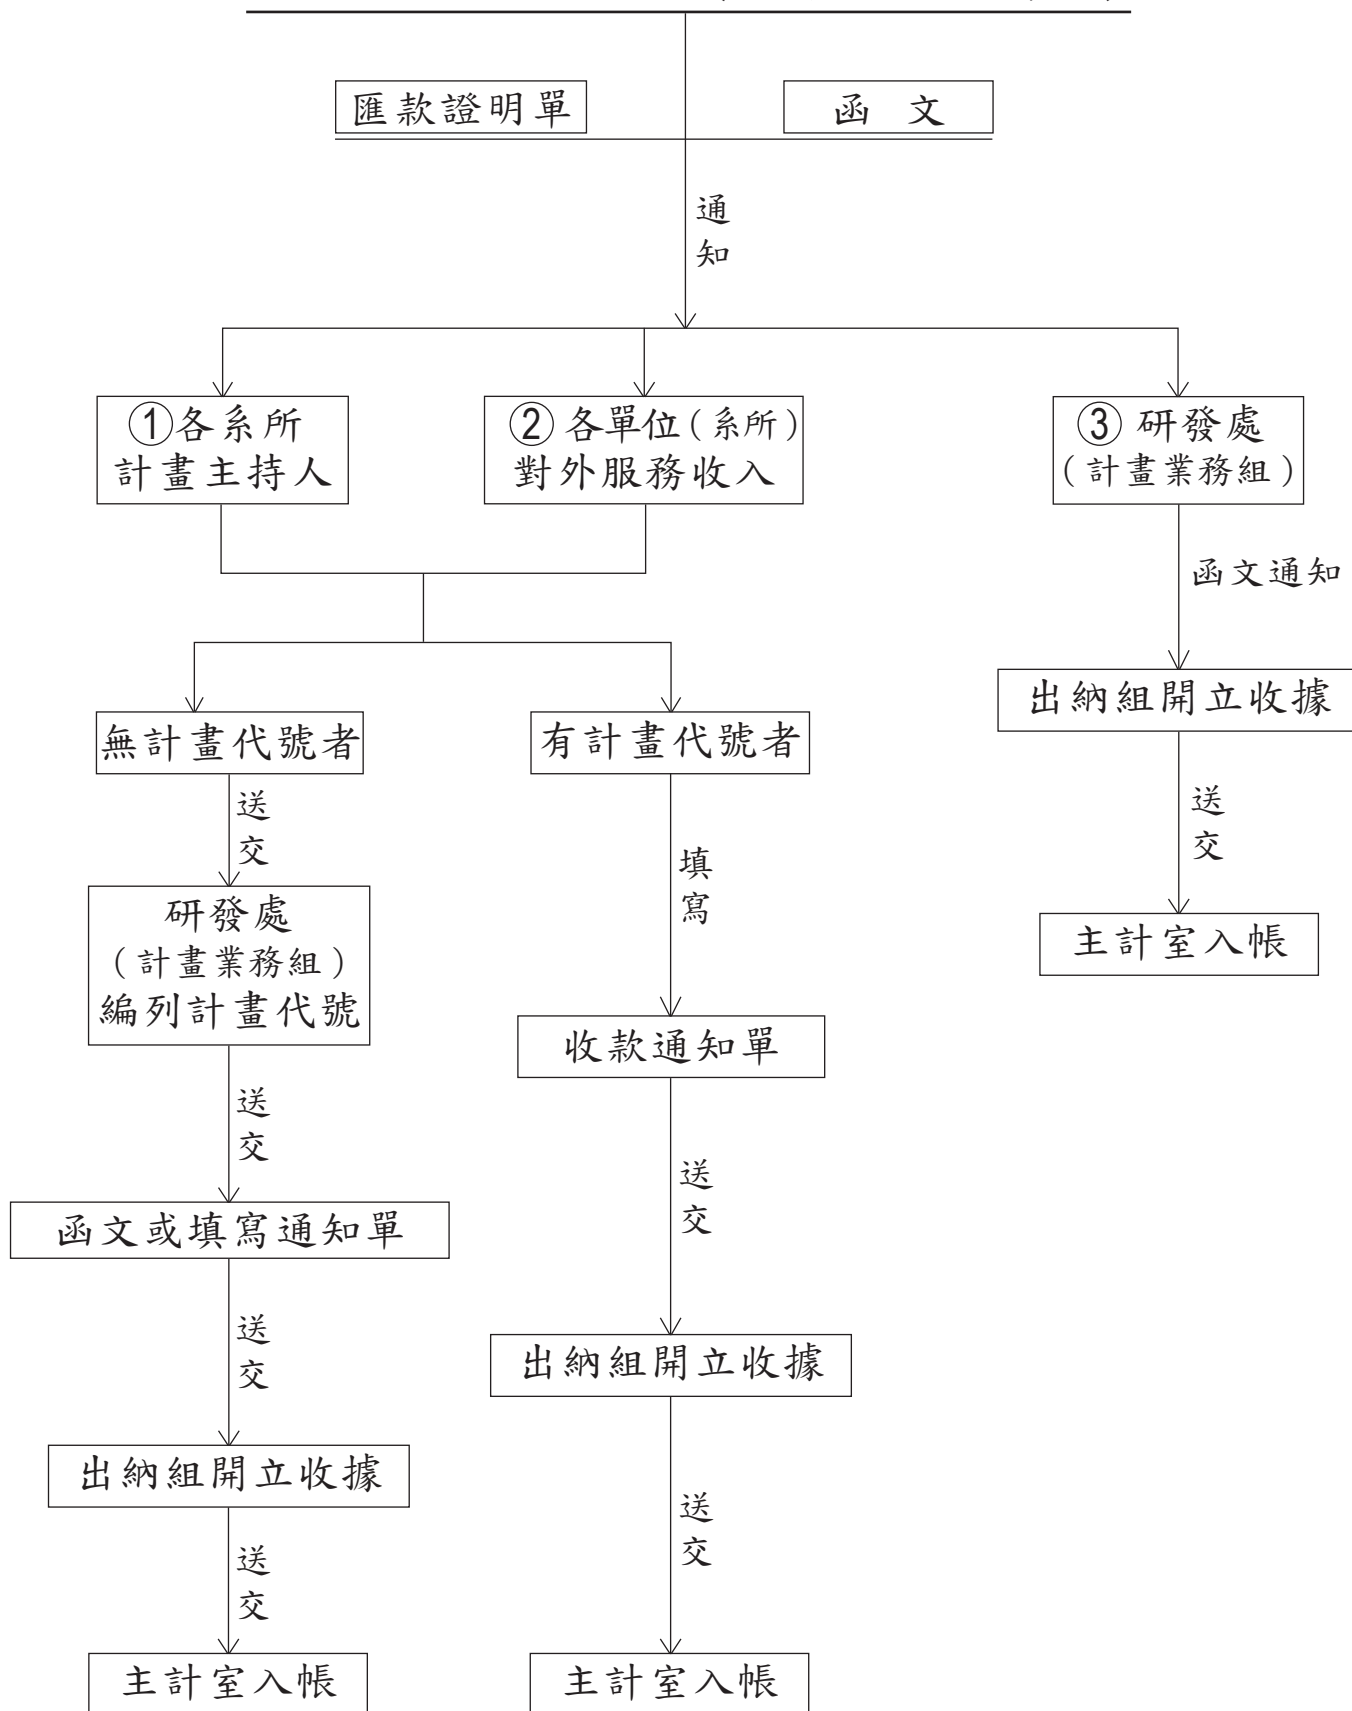 匯款證明單
函 文
通
知
①各系所
計畫主持人
②各單位(系所)
對外服務收入
③研發處
(計畫業務組)
函文通知
出納組開立收據
送
交
主計室入帳
無計畫代號者
有計畫代號者
送
交
研發處
(計畫業務組)
編列計畫代號
填
寫
收款通知單
送
交
函文或填寫通知單
送
交
出納組開立收據
送
交
出納組開立收據
送
交
主計室入帳
送
交
主計室入帳